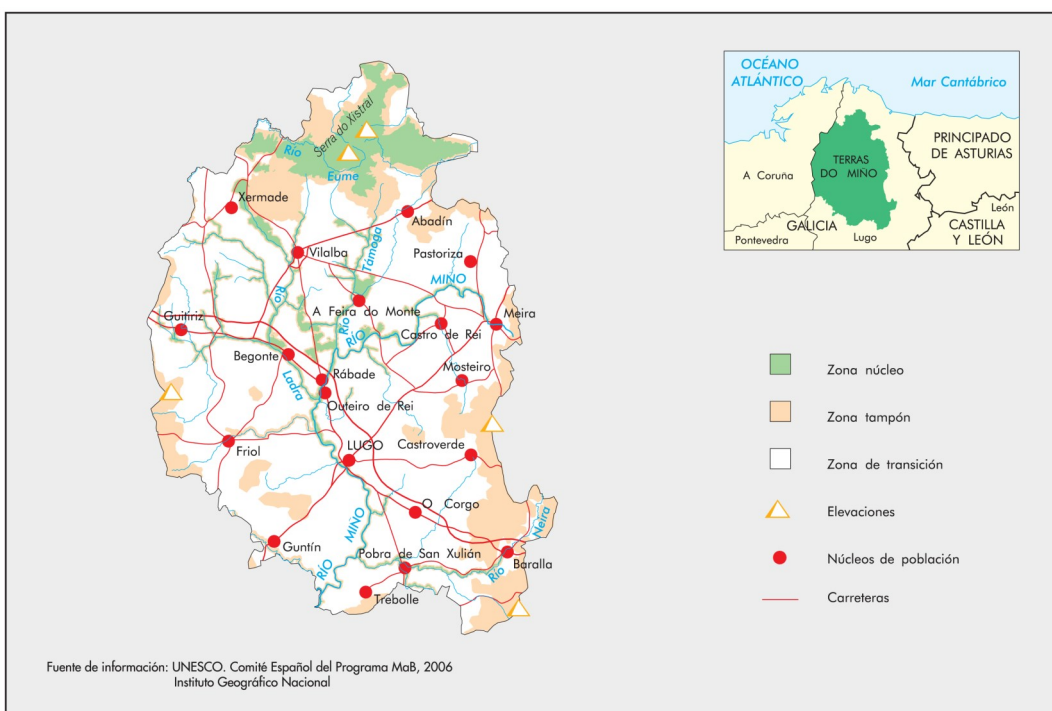 Serra do Xistral
Río
Eume
Xermade
Abadín
Támoga
Vilalba
Pastoriza
MIÑO
Río
A Feira do Monte
Meira
Guitiriz
Río
RÍO
Castro de Rei
Begonte
Rábade
Mosteiro
Ladra
Outeiro de Rei
Friol
LUGO
Castroverde
O Corgo
Neira
MIÑO
Guntín
Pobra de San Xulián
Baralla
RÍO
Río
Trebolle
OCÉANO
ATLÁNTICO
Mar Cantábrico
PRINCIPADO
DE ASTURIAS
TERRAS
DO MIÑO
A Coruña
León
GALICIA
CASTILLA
Y LEÓN
Pontevedra
Lugo
Zona núcleo
Zona tampón
Zona de transición
Elevaciones
Núcleos de población
Carreteras
Fuente de información: UNESCO. Comité Español del Programa MaB, 2006
Instituto Geográfico Nacional